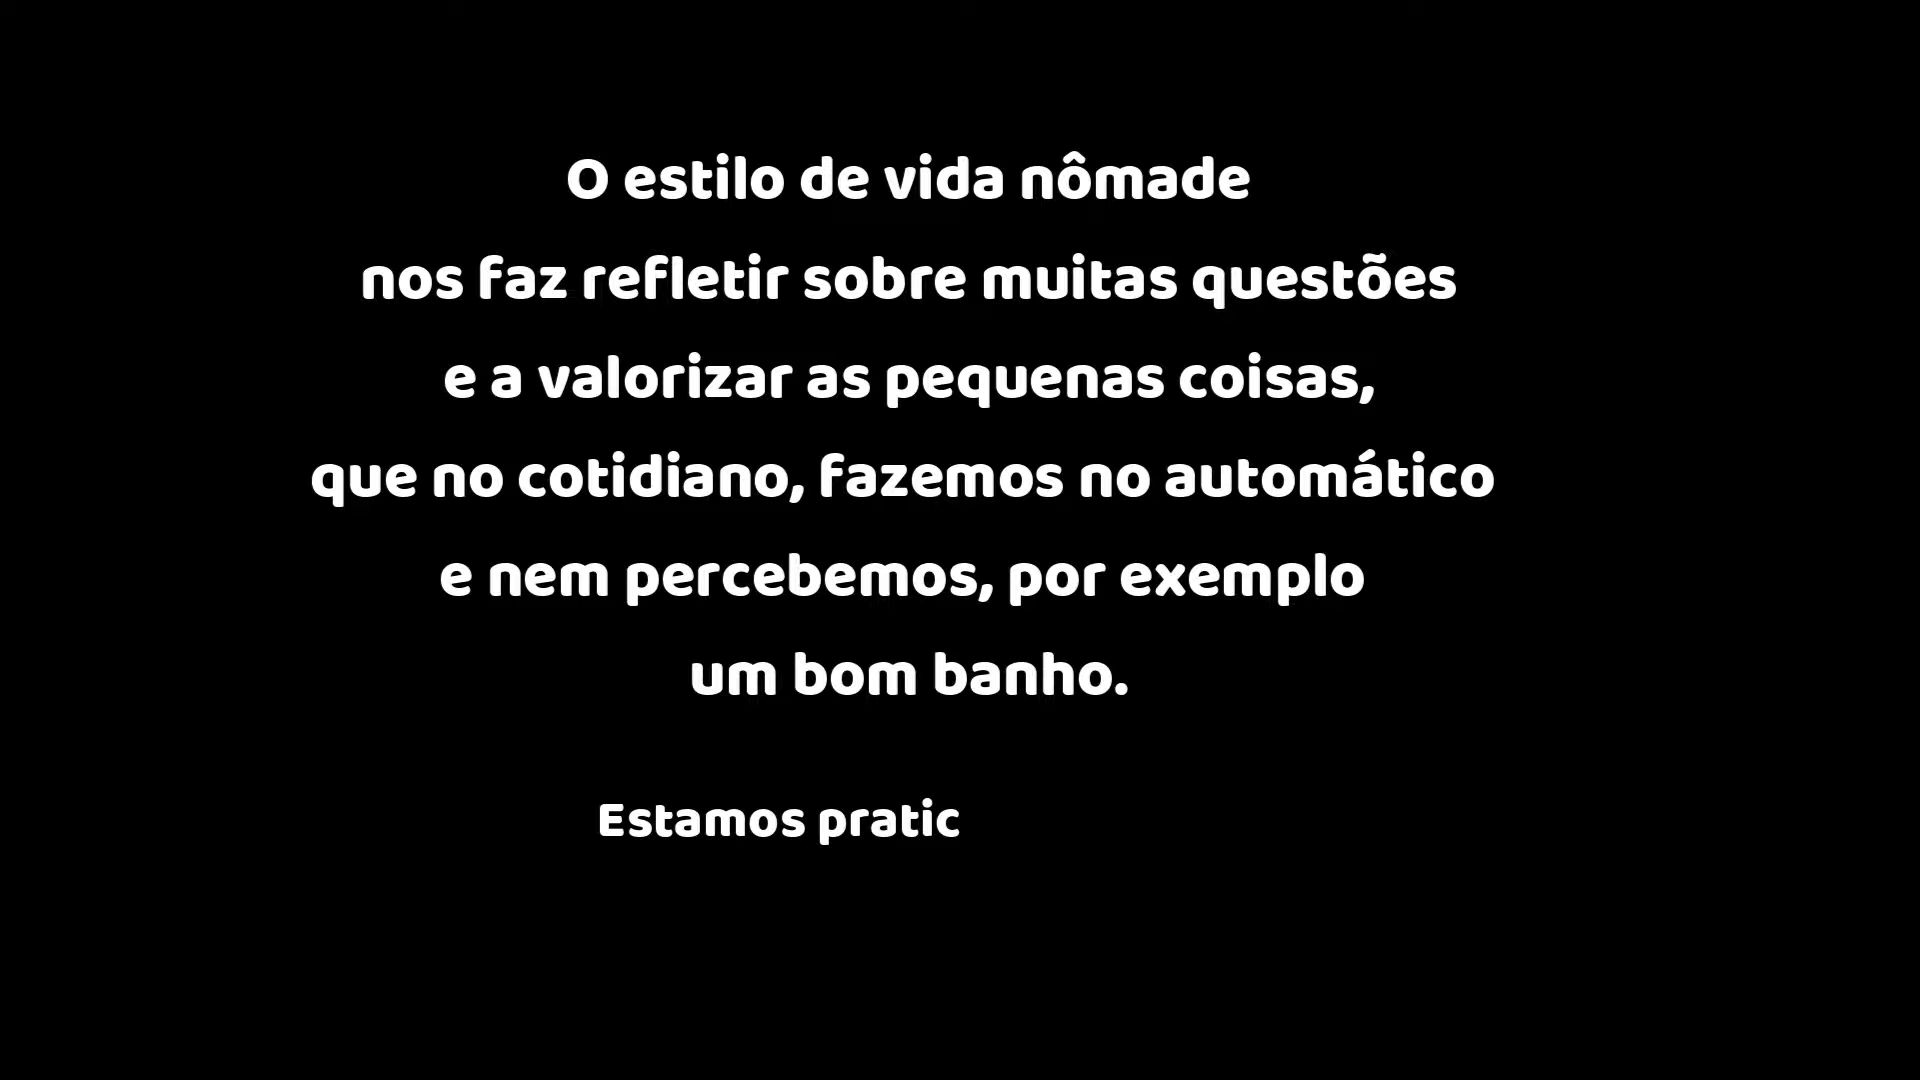 O estilo de vida nômade
nos faz refletir sobre muitas questões
e a valorizar as pequenas coisas,
que no cotidiano, fazemos no automático
e nem percebemos, por exemplo
um bom banho.
Estamos pratic